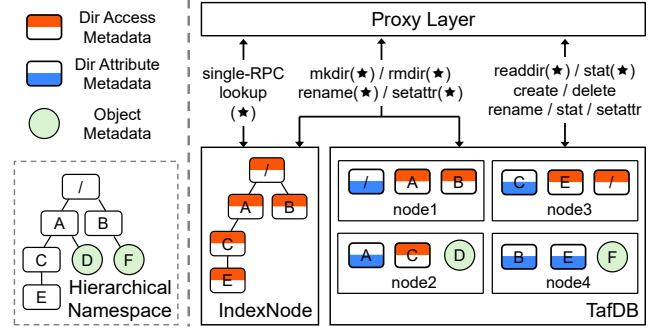 Dir Access
Metadata
Dir Attribute
Metadata
Object
Metadata
/
A B
C D F
E
Hierarchical
Namespace
Proxy Layer
single-RPC
lookup
(★)
mkdir(★) / rmdir(★)
rename(★) / setattr(★)
readdir(★) / stat(★)
create / delete
rename / stat / setattr
/
A B
C
E
IndexNode
/ A B
node1
C E /
node3
A C D
node2
B E F
node4
TafDB